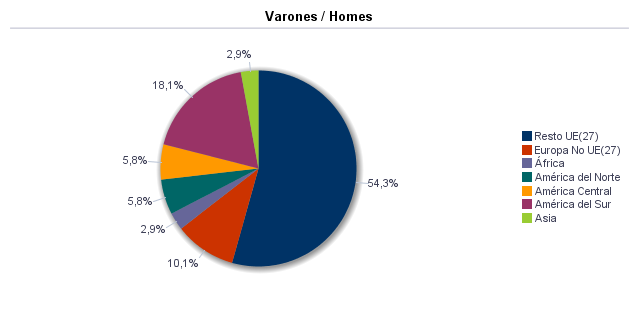 Varones / Homes
2,9%
18,1%
5,8%
5,8%
2,9%
10,1%
54,3%
Resto UE(27)
Europa No UE(27)
África
América del Norte
América Central
América del Sur
Asia